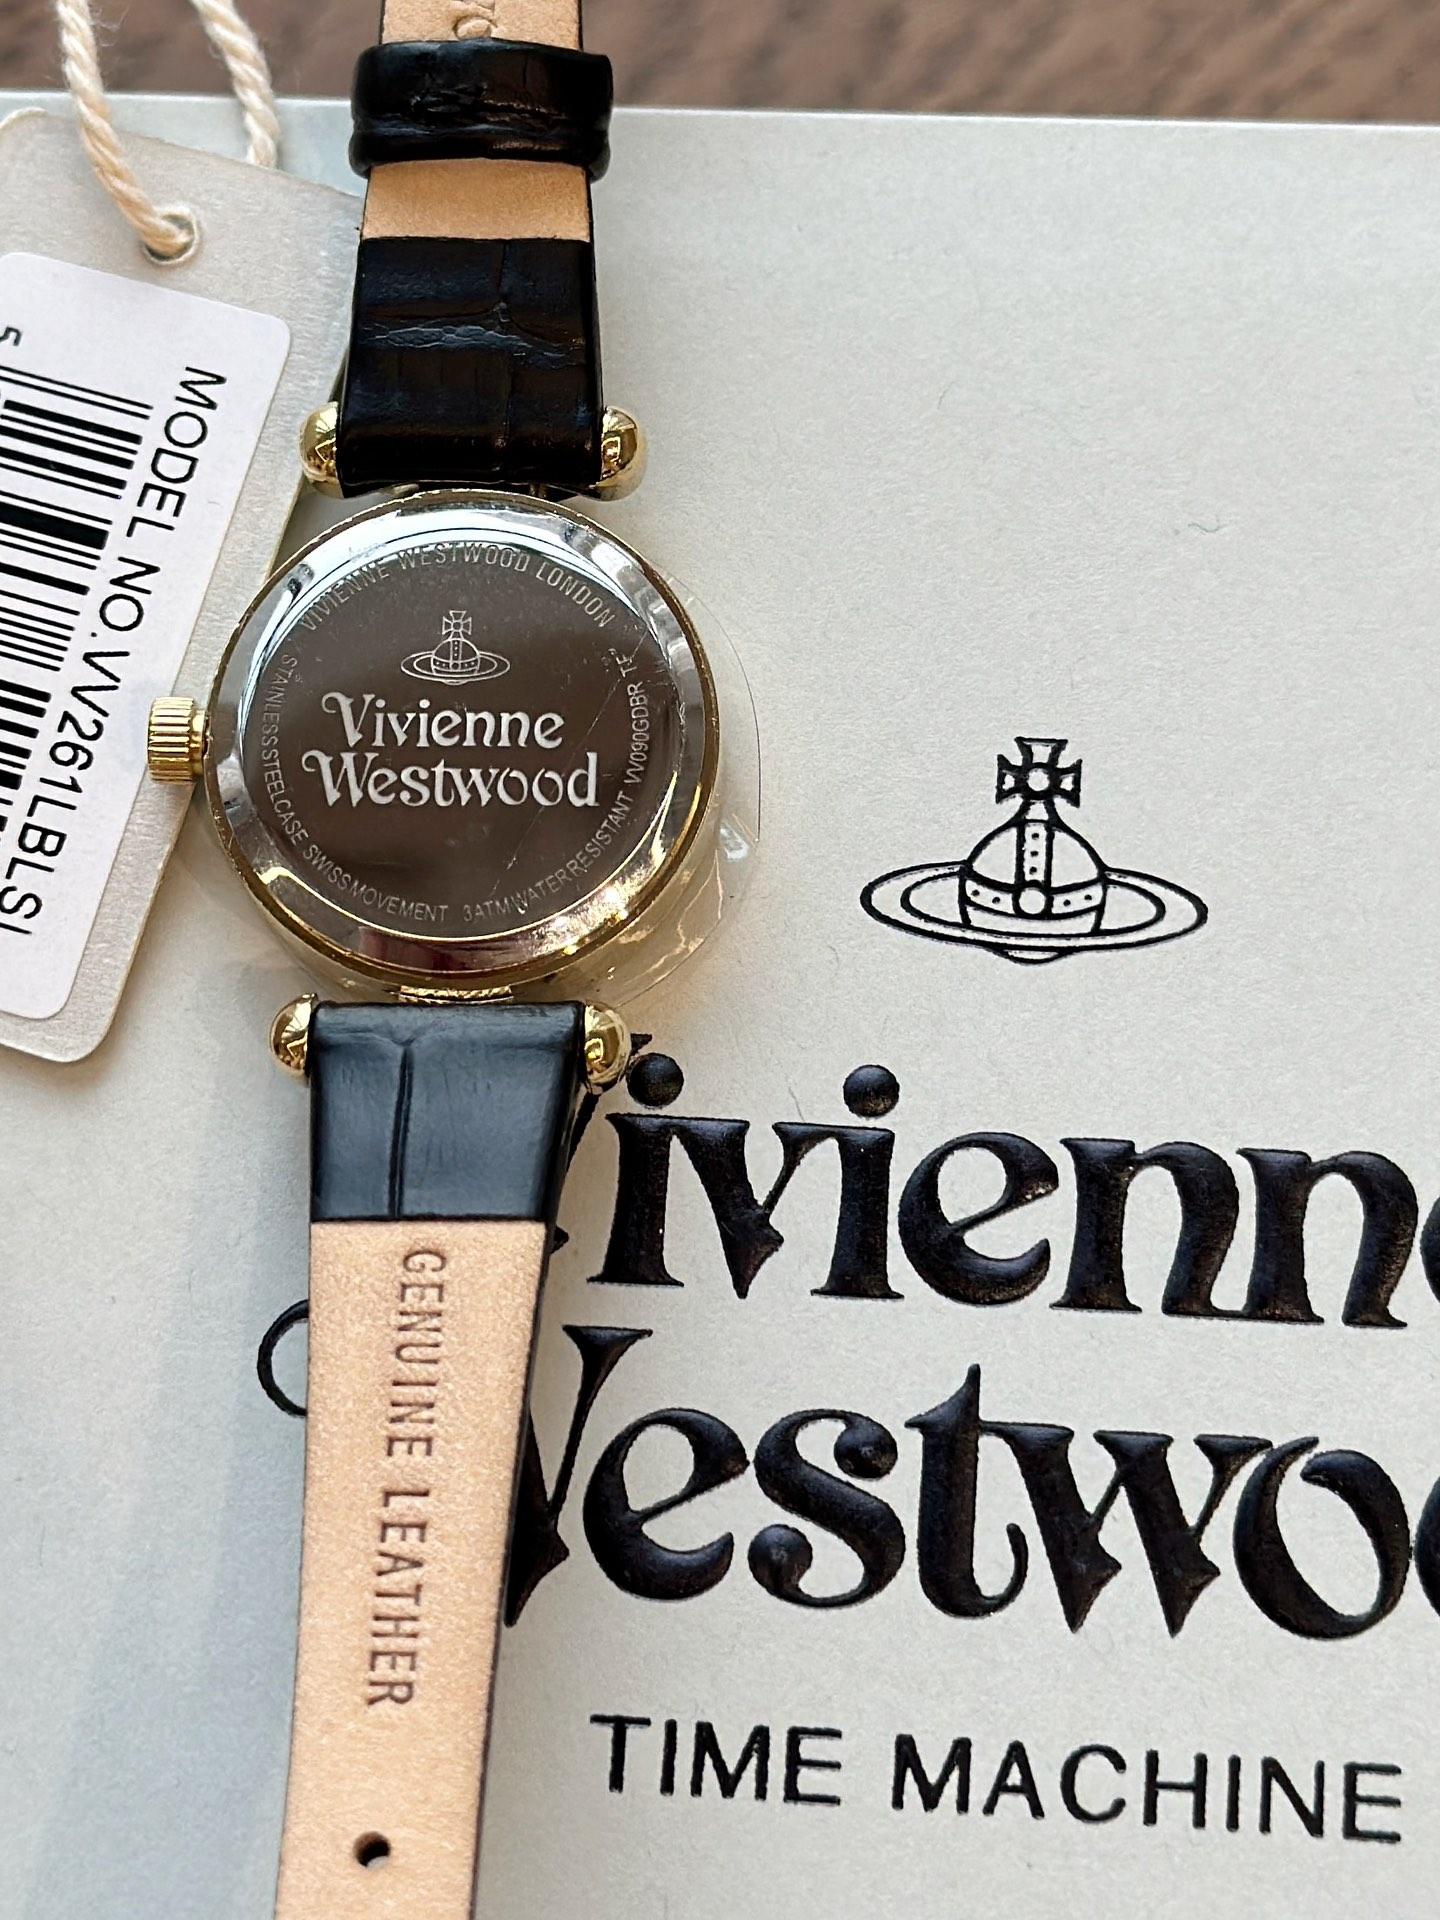 MODEL NO.VV261LBLSL
VIVIENNE WESTWOOD LONDON
Vivienne
Westwood
STAINLESS STEEL CASE SWISS MOVEMENT 3ATM WATER RESISTANT VV090GDBR
GENUINE LEATHER
Vivienne
Westwoo
TIME MACHINE